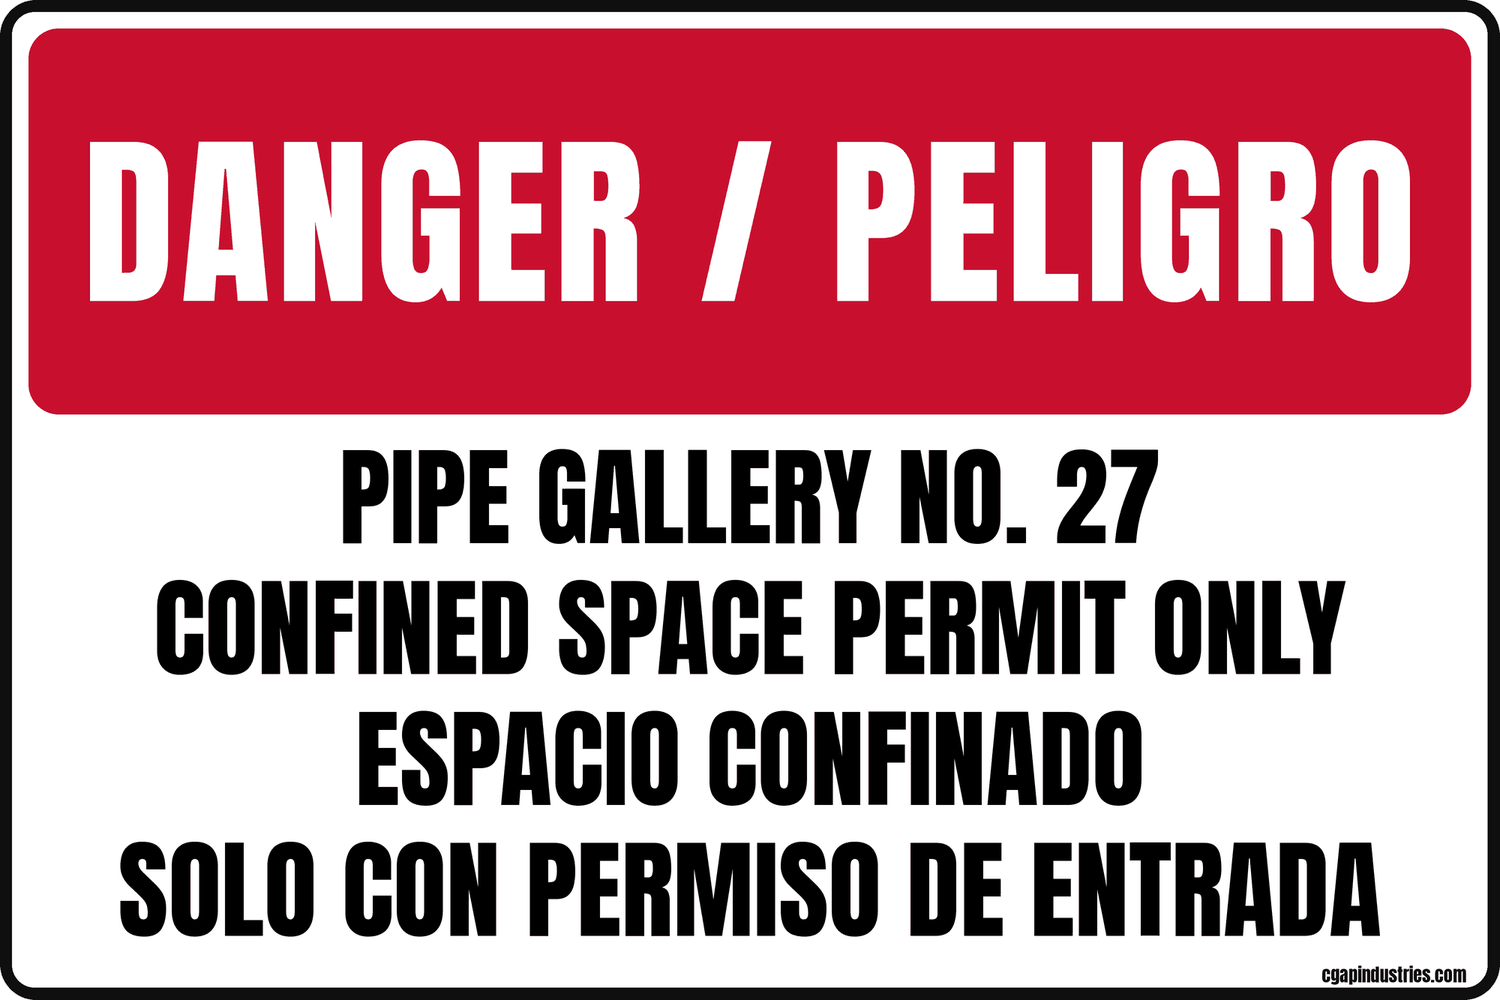 DANGER / PELIGRO
PIPE GALLERY NO. 27
CONFINED SPACE PERMIT ONLY
ESPACIO CONFINADO
SOLO CON PERMISO DE ENTRADA
cgapindustries.com